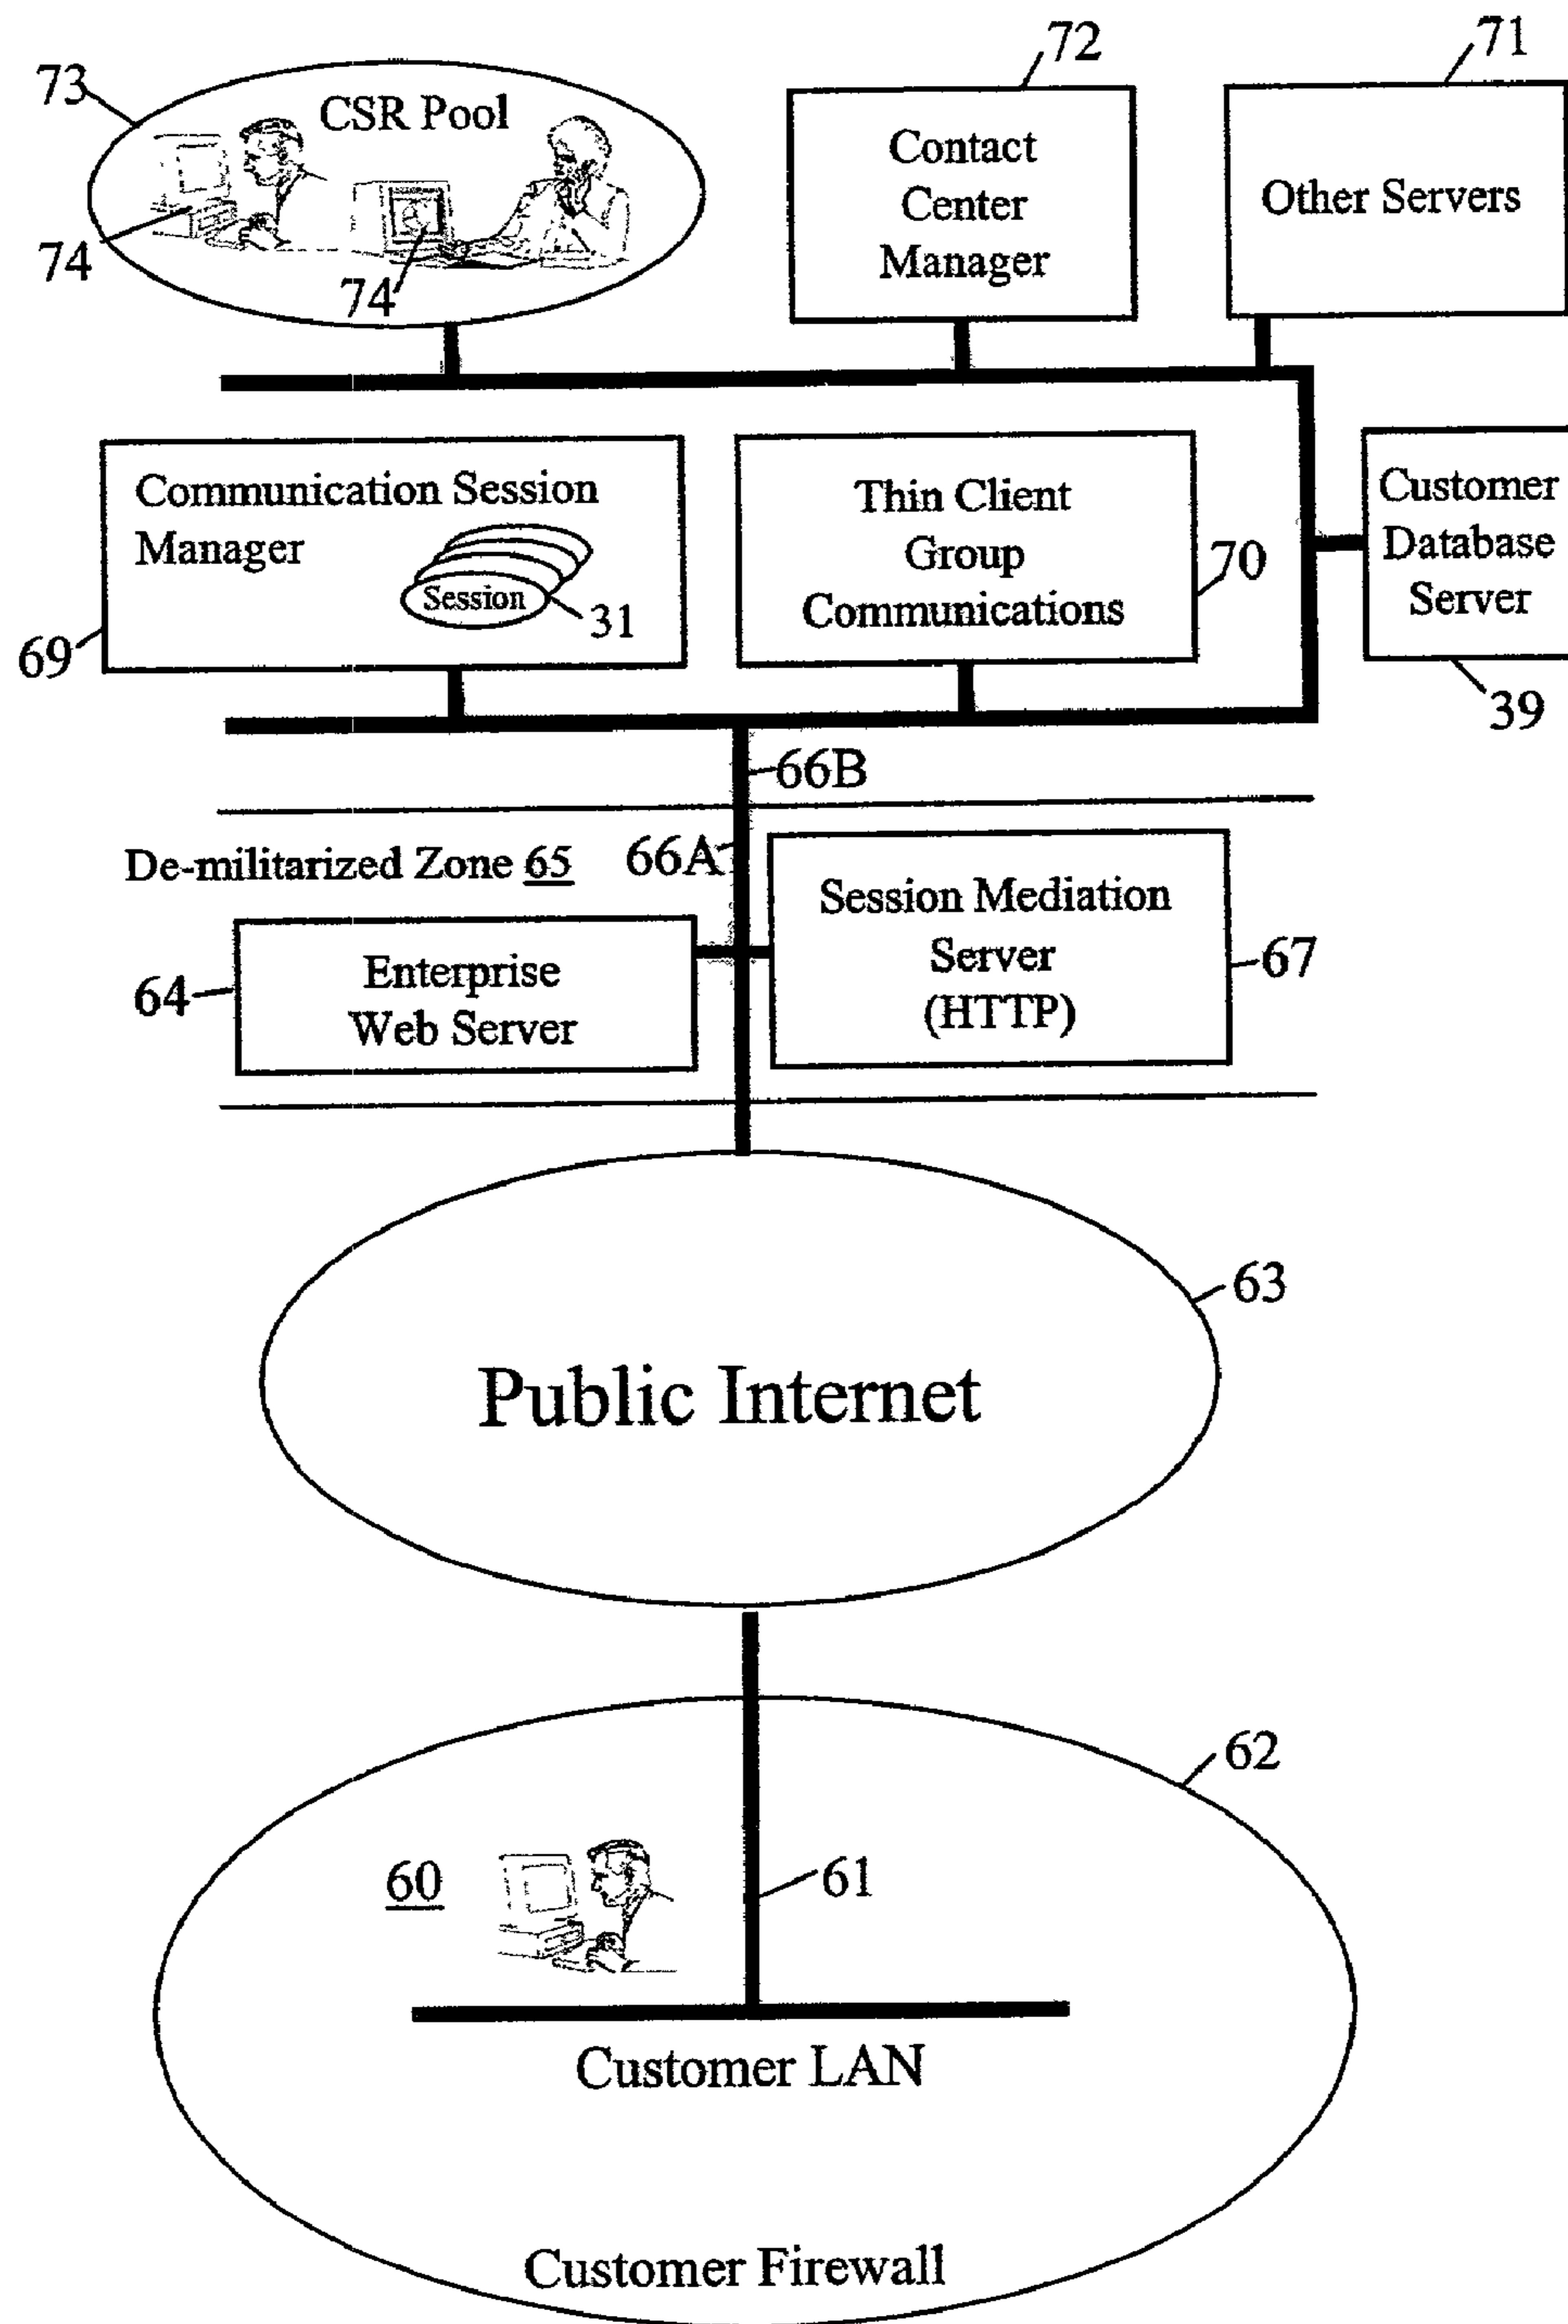 72
71
73
CSR Pool
Contact
Center
Manager
Other Servers
74
74
Communication Session
Manager
Session
31
69
Thin Client
Group
Communications
70
Customer
Database
Server
39
66B
De-militarized Zone 65
66A
Session Mediation
Server
(HTTP)
67
64
Enterprise
Web Server
63
Public Internet
62
60
61
Customer LAN
Customer Firewall